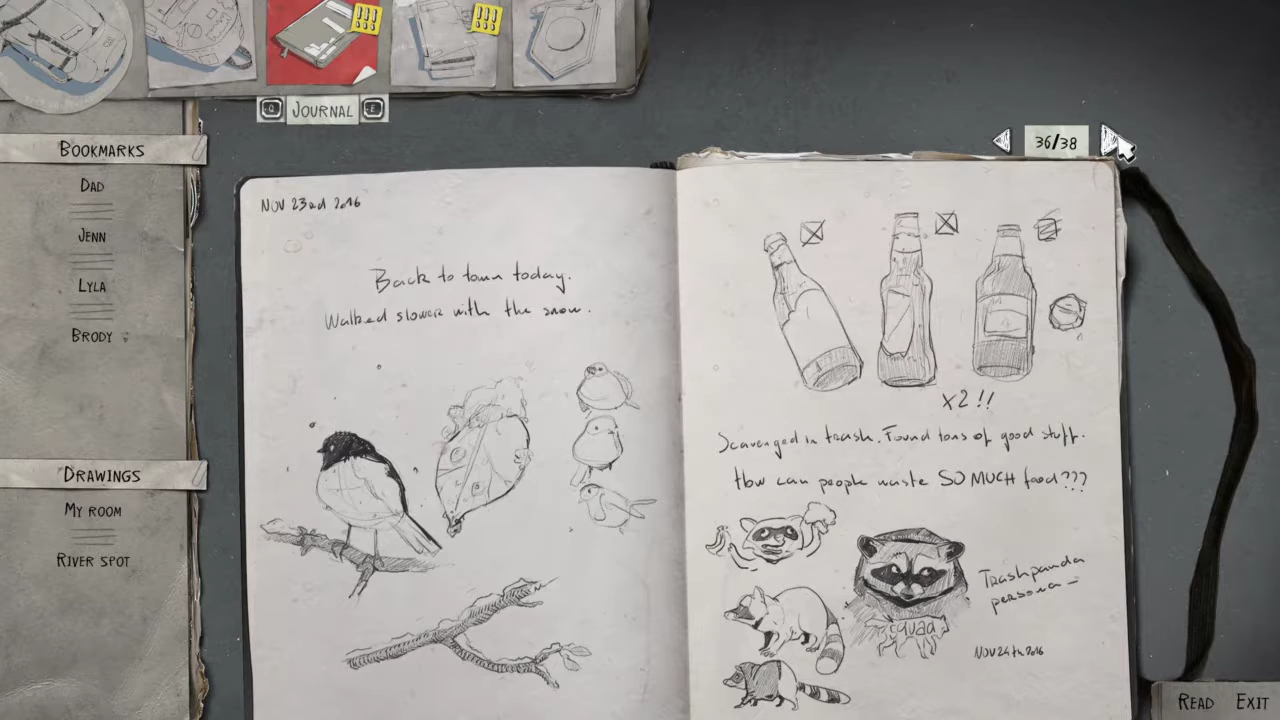 Q
JOURNAL
E
BOOKMARKS
DAD
JENN
LYLA
BRODY
DRAWINGS
MY ROOM
RIVER SPOT
36/38
NOV 23rd 2016
Back to town today.
Walked slower with the snow.
x2!!
Scavenged in trash. Found tons of good stuff.
How can people waste SO MUCH food???
Trashpanda
persona
squad
NOV 24th 2016
READ
EXIT